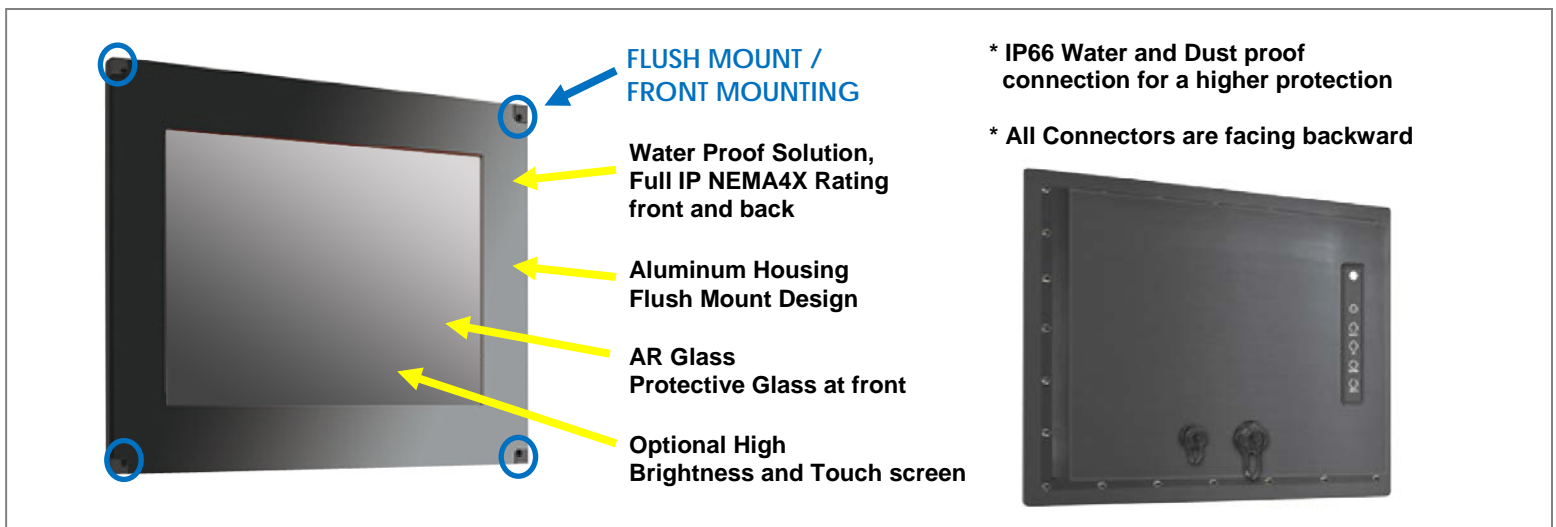 FLUSH MOUNT /
FRONT MOUNTING
Water Proof Solution,
Full IP NEMA4X Rating
front and back
Aluminum Housing
Flush Mount Design
AR Glass
Protective Glass at front
Optional High
Brightness and Touch screen
* IP66 Water and Dust proof
connection for a higher protection
* All Connectors are facing backward